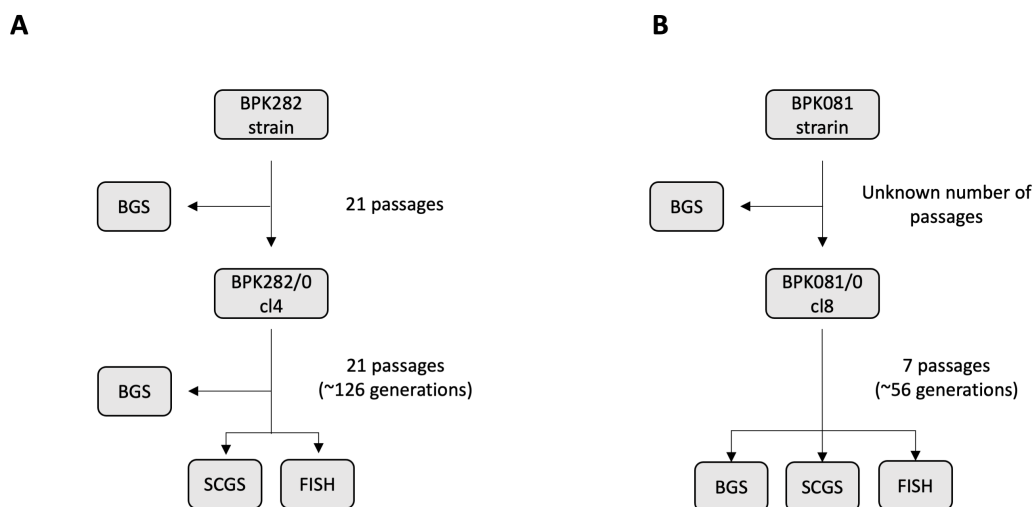 A
BPK282
strain
BGS
21 passages
BPK282/0
cl4
BGS
21 passages
(~126 generations)
SCGS
FISH
B
BPK081
strarin
BGS
Unknown number of
passages
BPK081/0
cl8
7 passages
(~56 generations)
BGS
SCGS
FISH